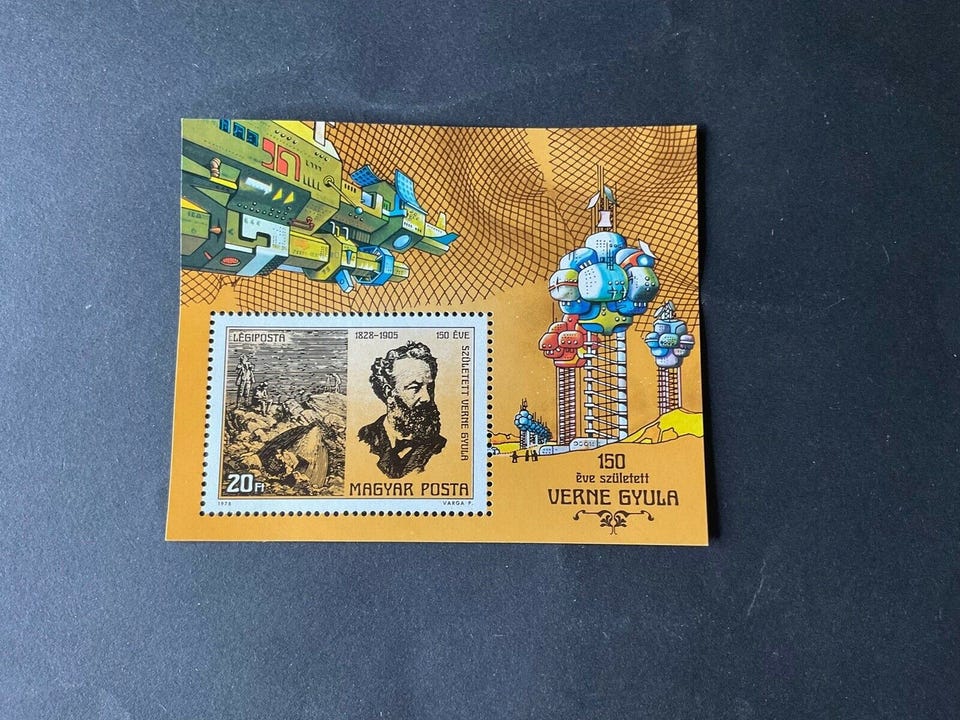 LÉGIPOSTA
1828-1905
150 ÉVE
SZÜLETETT VERNE GYULA
20Ft
MAGYAR POSTA
1978
VARGA P.
150
éve született
VERNE GYULA